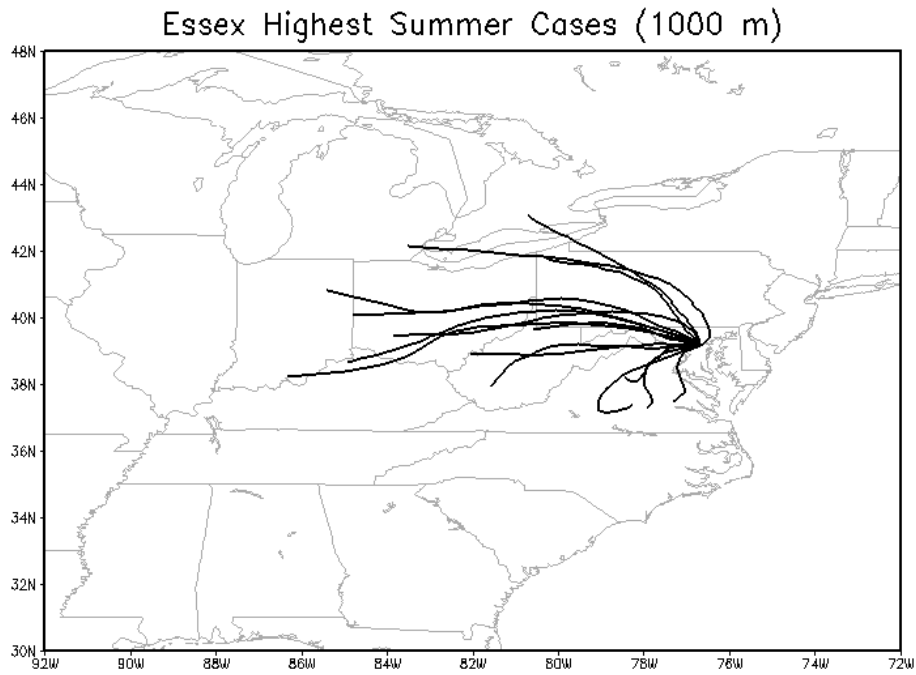 Essex Highest Summer Cases (1000 m)
48N
46N
44N
42N
40N
38N
36N
34N
32N
30N
92W 90W 88W 86W 84W 82W 80W 78W 76W 74W 72W